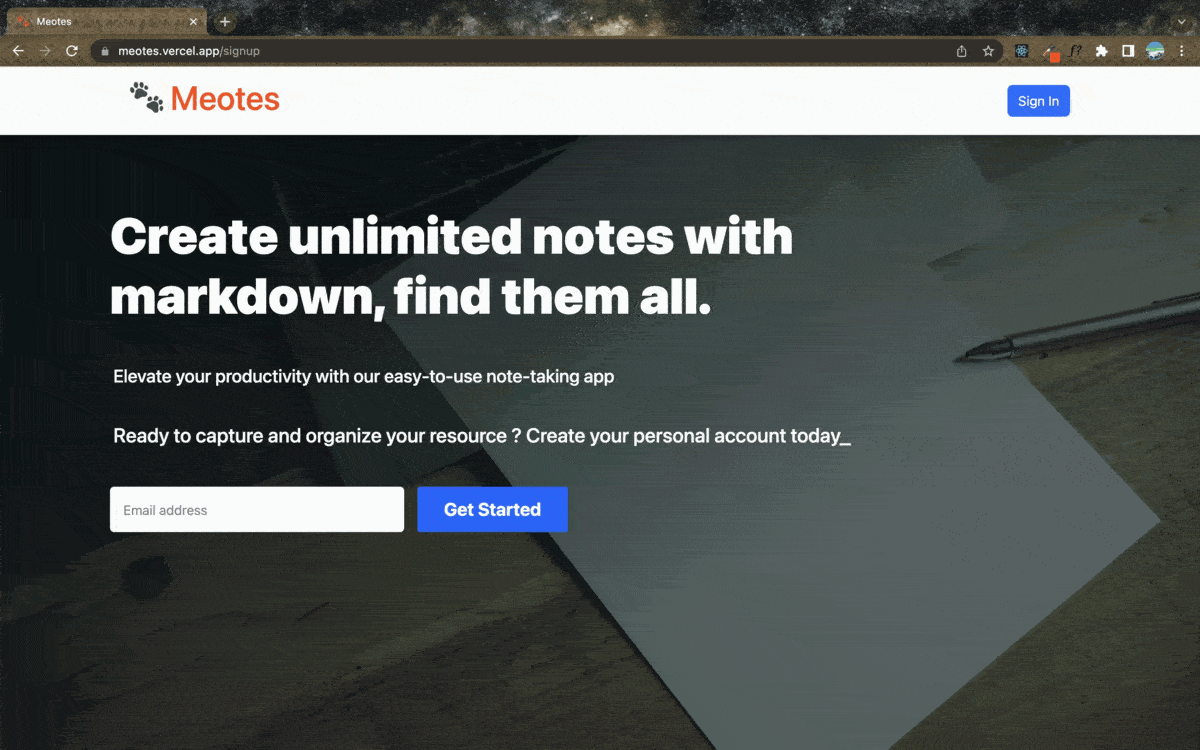 Meotes
meotes.vercel.app/signup
f?
Meotes
Sign In
Create unlimited notes with
markdown, find them all.
Elevate your productivity with our easy-to-use note-taking app
Ready to capture and organize your resource ? Create your personal account today_
Email address
Get Started